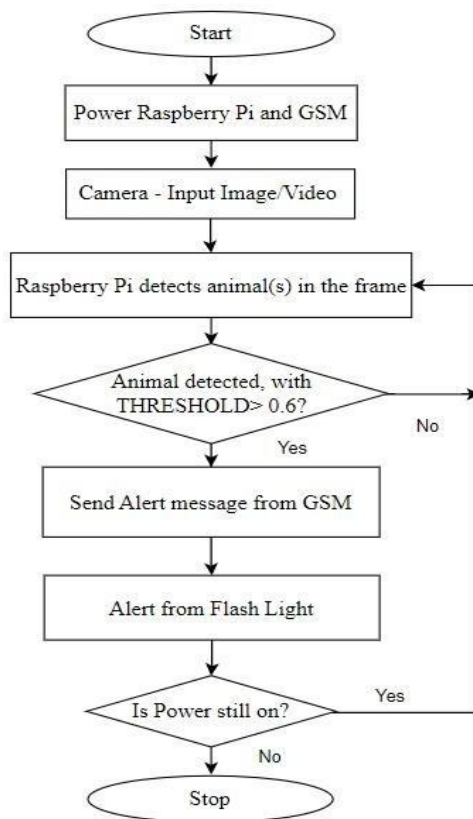 Start
Power Raspberry Pi and GSM
Camera - Input Image/Video
Raspberry Pi detects animal(s) in the frame
Animal detected, with
THRESHOLD> 0.6?
No
Yes
Send Alert message from GSM
Alert from Flash Light
Is Power still on?
Yes
No
Stop